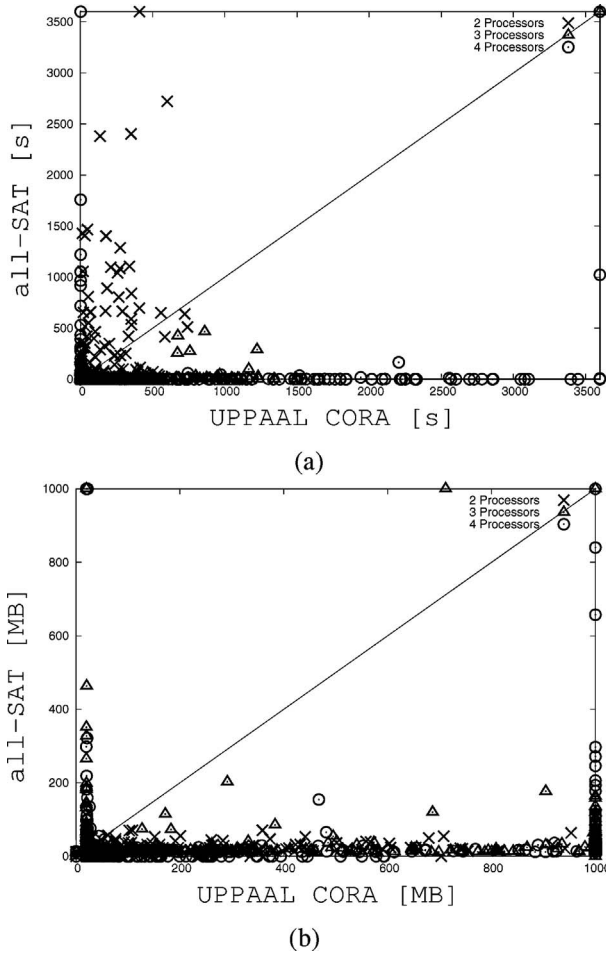 3500
3000
2500
2000
1500
1000
500
0
all-SAT [s]
2 Processors
3 Processors
4 Processors
0 500 1000 1500 2000 2500 3000 3500
UPPAAL CORA [s]
(a)
1000
800
600
400
200
0
all-SAT [MB]
2 Processors
3 Processors
4 Processors
0 200 400 600 800 1000
UPPAAL CORA [MB]
(b)